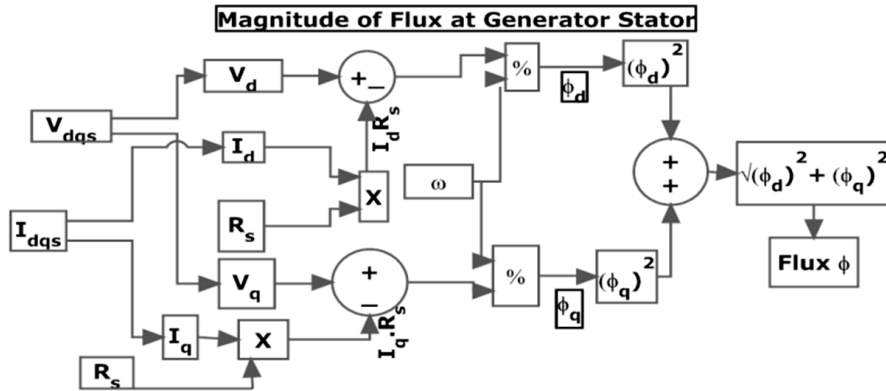 Magnitude of Flux at Generator Stator
V_d
+ −
%
ϕ_d
(ϕ_d)^2
V_dqs
I_d
I_dR_s
X
ω
R_s
+
+
√(ϕ_d)^2 + (ϕ_q)^2
I_dqs
Flux ϕ
V_q
+
−
%
ϕ_q
(ϕ_q)^2
I_q
X
I_q.R_s
R_s